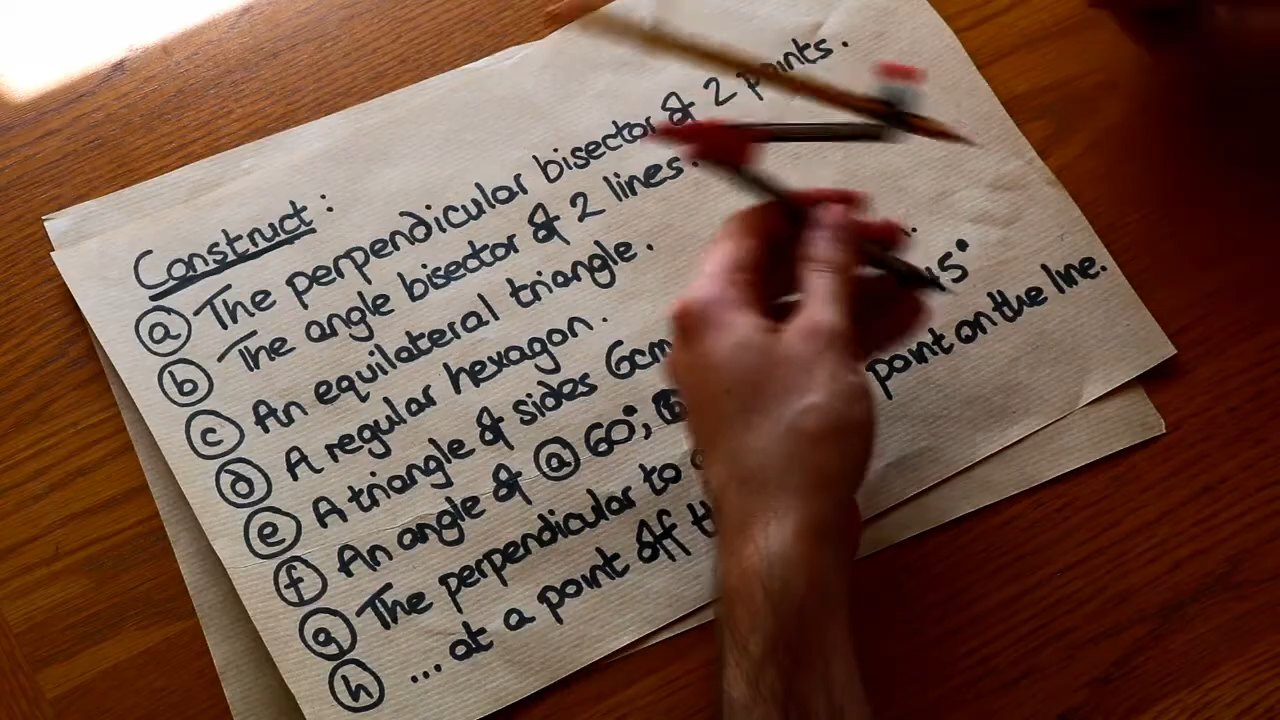 Construct:
(a) The perpendicular bisector of 2 points.
(b) The angle bisector of 2 lines.
(c) An equilateral triangle.
(d) A regular hexagon.
(e) A triangle of sides 6cm
(f) An angle of (a) 60°; 45°
(g) The perpendicular to point on the line.
(h) ... at a point off